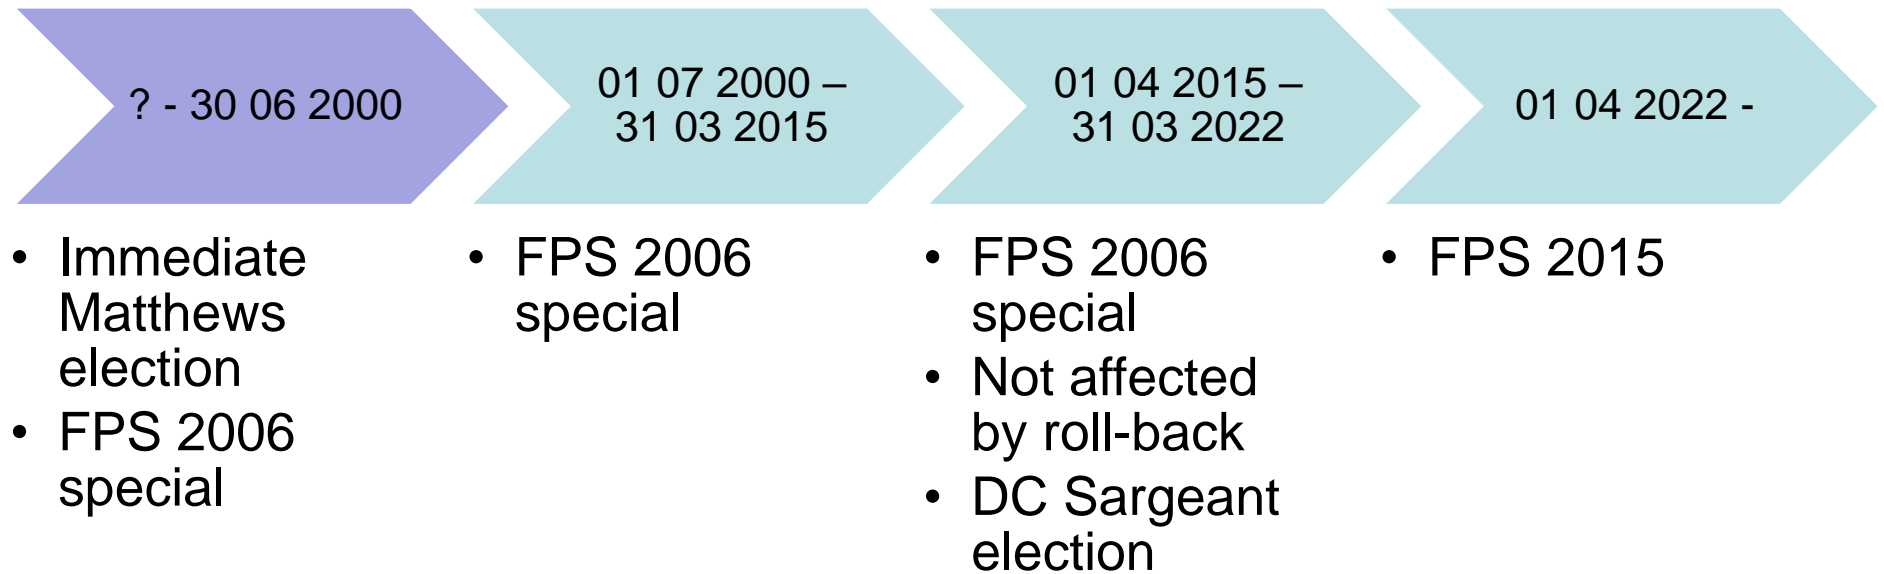 ? - 30 06 2000
01 07 2000 –
31 03 2015
01 04 2015 –
31 03 2022
01 04 2022 -
• Immediate
Matthews
election
• FPS 2006
special
• FPS 2006
special
• FPS 2006
special
• Not affected
by roll-back
• DC Sargeant
election
• FPS 2015